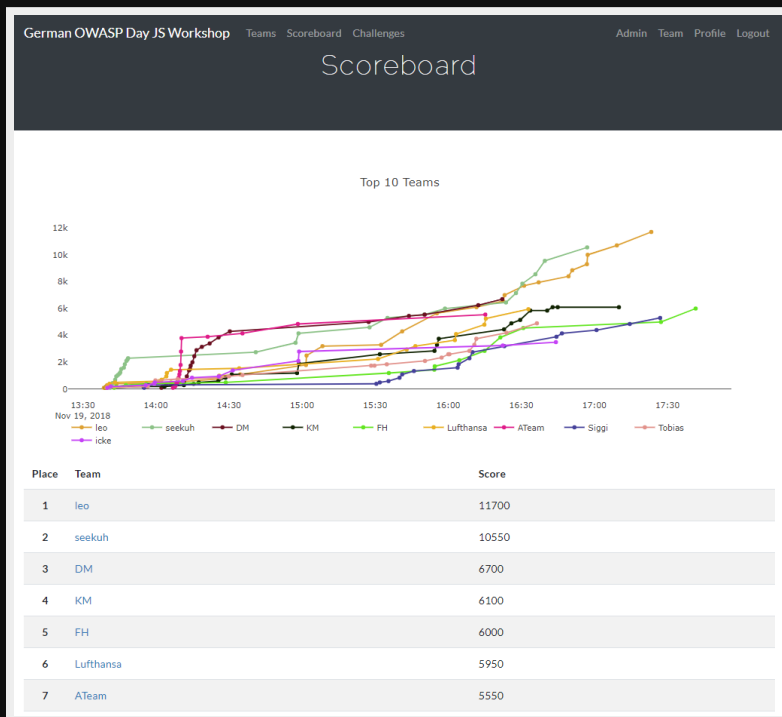 German OWASP Day JS Workshop Teams Scoreboard Challenges Admin Team Profile Logout
Scoreboard
Top 10 Teams
12k
10k
8k
6k
4k
2k
0
13:30 14:00 14:30 15:00 15:30 16:00 16:30 17:00 17:30
Nov 19, 2018
leo seekuh DM KM FH Lufthansa ATeam Siggi Tobias
icke
Place Team Score
1 leo 11700
2 seekuh 10550
3 DM 6700
4 KM 6100
5 FH 6000
6 Lufthansa 5950
7 ATeam 5550